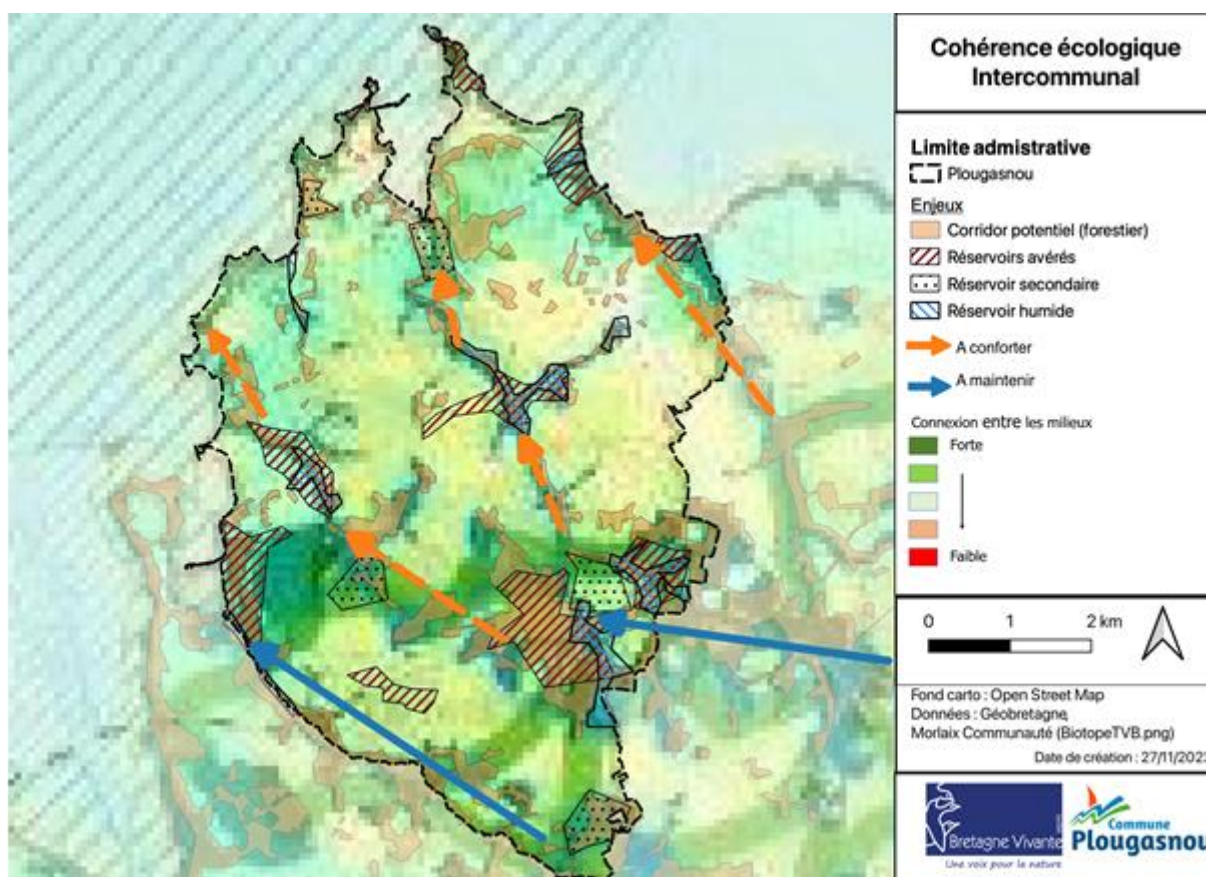 Cohérence écologique
Intercommunal
Limite admistrative
Plougasnou
Enjeux
Corridor potentiel (forestier)
Réservoirs avérés
Réservoir secondaire
Réservoir humide
A conforter
A maintenir
Connexion entre les milieux
Forte
Faible
0 1 2 km
Fond carto : Open Street Map
Données : Géobretagne,
Morlaix Communauté (BiotopeTVB.png)
Date de création : 27/11/2023
Bretagne Vivante
Une voix pour la nature
Commune
Plougasnou